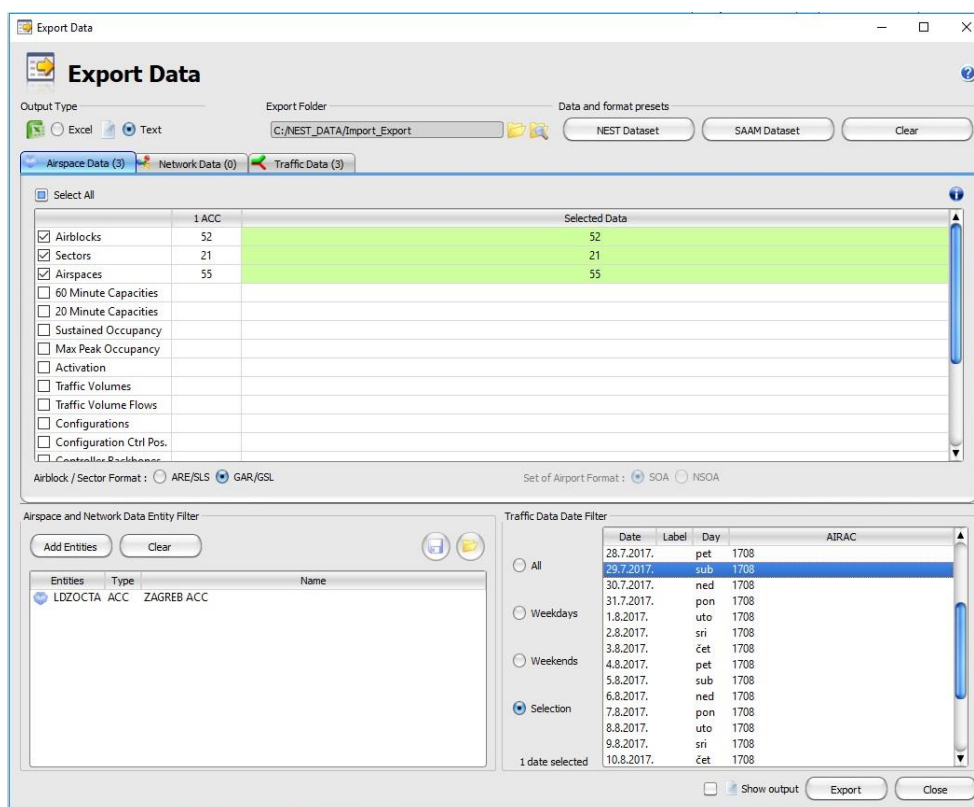 Export Data
Export Data
Output Type
Export Folder
Data and format presets
Excel
Text
C:/NEST_DATA/Import_Export
NEST Dataset
SAAM Dataset
Clear
Airspace Data (3)
Network Data (0)
Traffic Data (3)
Select All
1 ACC Selected Data
Airblocks 52 52
Sectors 21 21
Airspaces 55 55
60 Minute Capacities
20 Minute Capacities
Sustained Occupancy
Max Peak Occupancy
Activation
Traffic Volumes
Traffic Volume Flows
Configurations
Configuration Ctrl Pos.
Controller Backbones
Airblock / Sector Format : ARE/SLS GAR/GSL
Set of Airport Format : SOA NSOA
Airspace and Network Data Entity Filter
Add Entities
Clear
Entities Type Name
LDZOCTA ACC ZAGREB ACC
Traffic Data Date Filter
All
Weekdays
Weekends
Selection
1 date selected
Date Label Day AIRAC
28.7.2017. pet 1708
29.7.2017. sub 1708
30.7.2017. ned 1708
31.7.2017. pon 1708
1.8.2017. uto 1708
2.8.2017. sri 1708
3.8.2017. čet 1708
4.8.2017. pet 1708
5.8.2017. sub 1708
6.8.2017. ned 1708
7.8.2017. pon 1708
8.8.2017. uto 1708
9.8.2017. sri 1708
10.8.2017. čet 1708
Show output
Export
Close